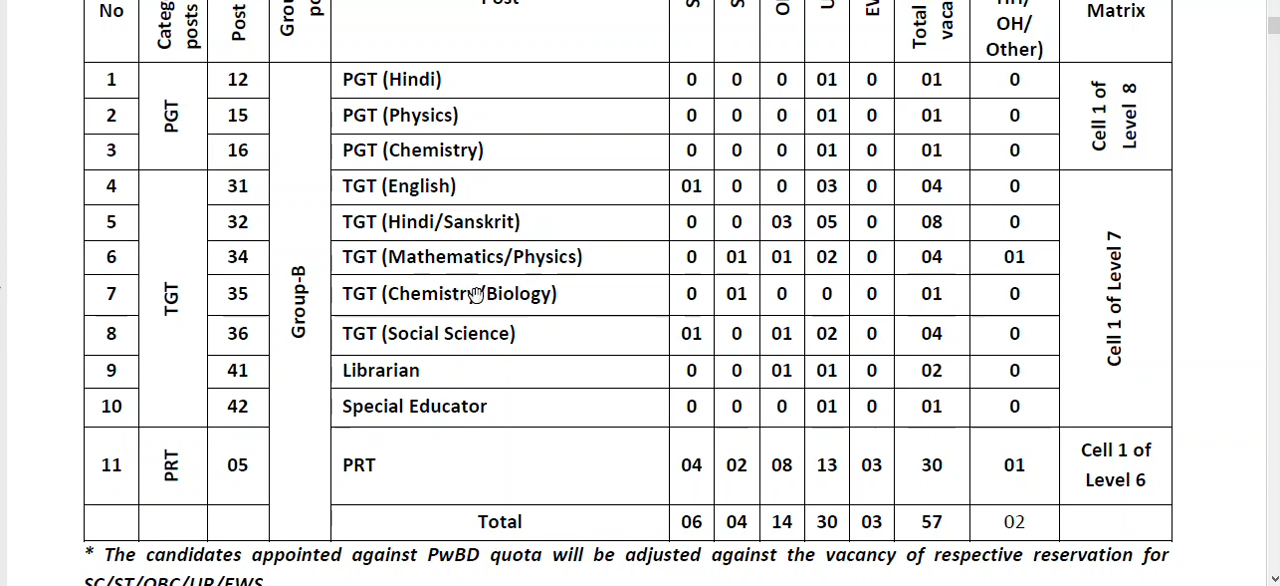 No Categ posts Post Grou po Post S S OI U EV Total vaca HH/ OH/ Other) Matrix
1 PGT 12 Group-B PGT (Hindi) 0 0 0 01 0 01 0 Cell 1 of Level 8
2 15 PGT (Physics) 0 0 0 01 0 01 0
3 16 PGT (Chemistry) 0 0 0 01 0 01 0
4 TGT 31 TGT (English) 01 0 0 03 0 04 0 Cell 1 of Level 7
5 32 TGT (Hindi/Sanskrit) 0 0 03 05 0 08 0
6 34 TGT (Mathematics/Physics) 0 01 01 02 0 04 01
7 35 TGT (Chemistry/Biology) 0 01 0 0 0 01 0
8 36 TGT (Social Science) 01 0 01 02 0 04 0
9 41 Librarian 0 0 01 01 0 02 0
10 42 Special Educator 0 0 0 01 0 01 0
11 PRT 05 PRT 04 02 08 13 03 30 01 Cell 1 of Level 6
Total 06 04 14 30 03 57 02
* The candidates appointed against PwBD quota will be adjusted against the vacancy of respective reservation for
SC/ST/OBC/UR/EWS